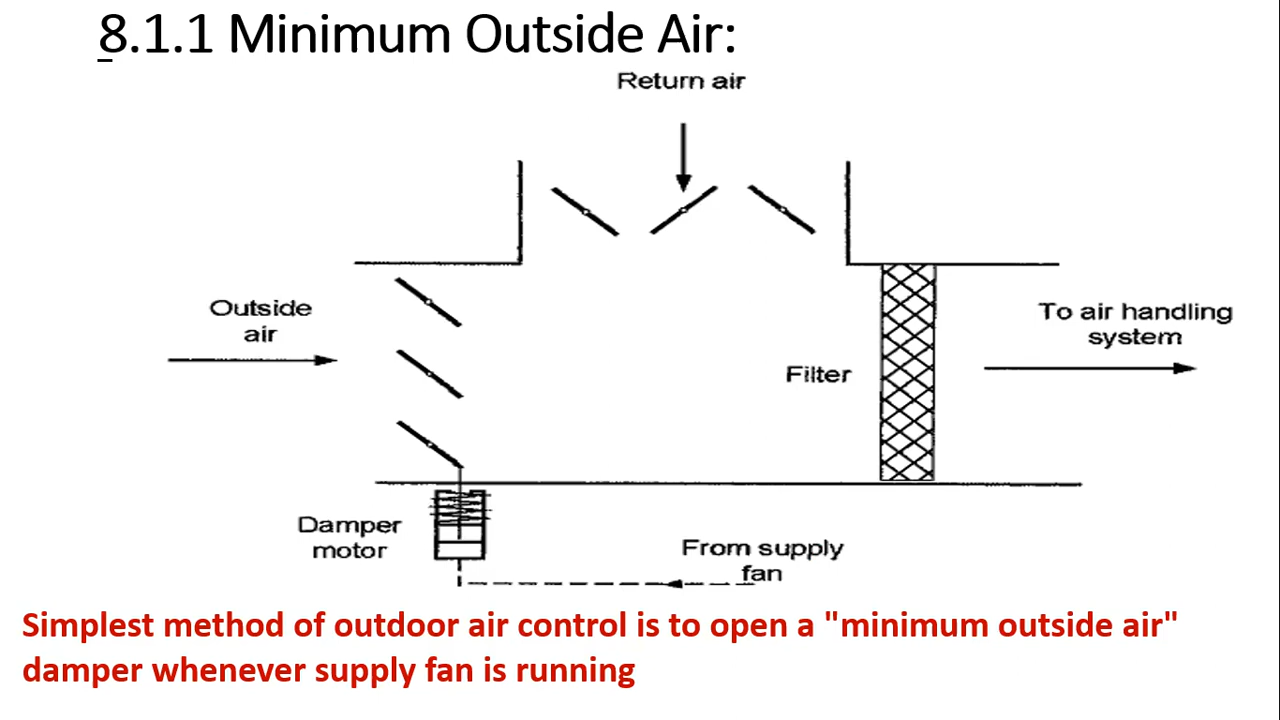 8.1.1 Minimum Outside Air:
Return air
Outside
air
To air handling
system
Filter
Damper
motor
From supply
fan
Simplest method of outdoor air control is to open a "minimum outside air"
damper whenever supply fan is running